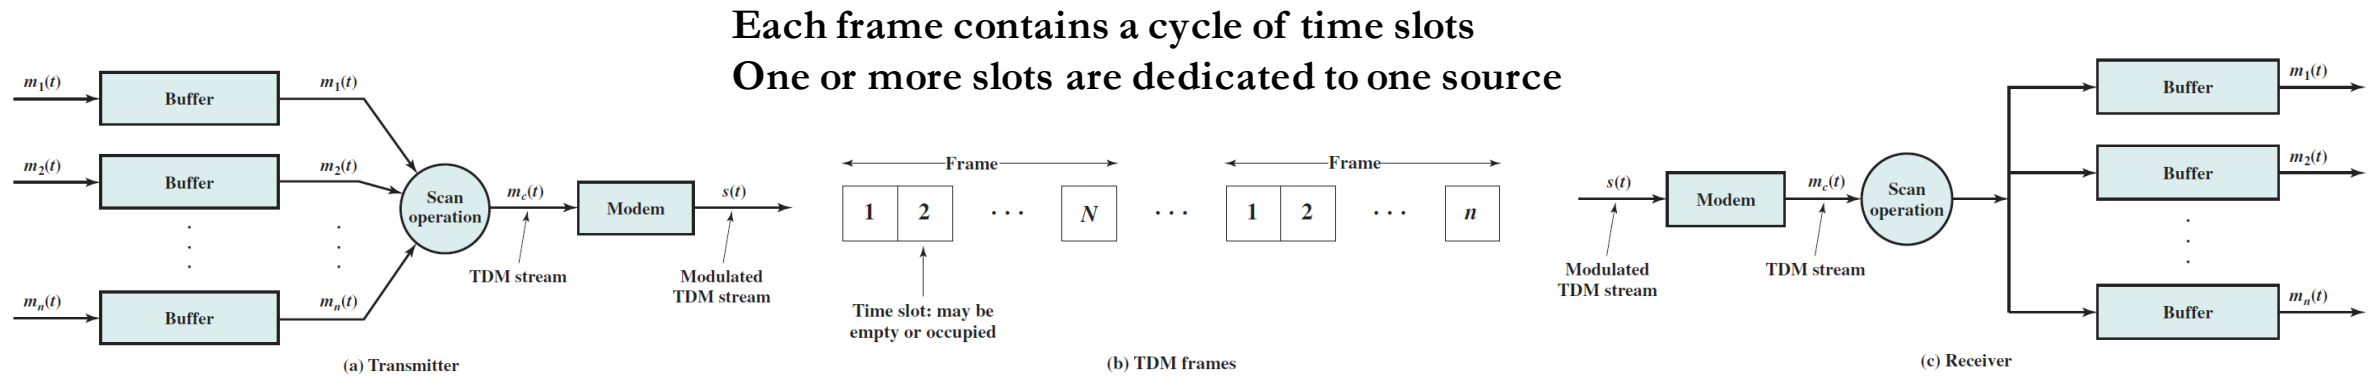 Each frame contains a cycle of time slots
One or more slots are dedicated to one source
m₁(t)
Buffer
m₁(t)
m₂(t)
Buffer
m₂(t)
mₙ(t)
Buffer
mₙ(t)
Scan
operation
m_c(t)
TDM stream
Modem
s(t)
Modulated
TDM stream
(a) Transmitter
Frame
1 2 · · · N
· · ·
Frame
1 2 · · · n
Time slot: may be
empty or occupied
(b) TDM frames
s(t)
Modulated
TDM stream
Modem
m_c(t)
TDM stream
Scan
operation
Buffer
m₁(t)
Buffer
m₂(t)
Buffer
mₙ(t)
(c) Receiver